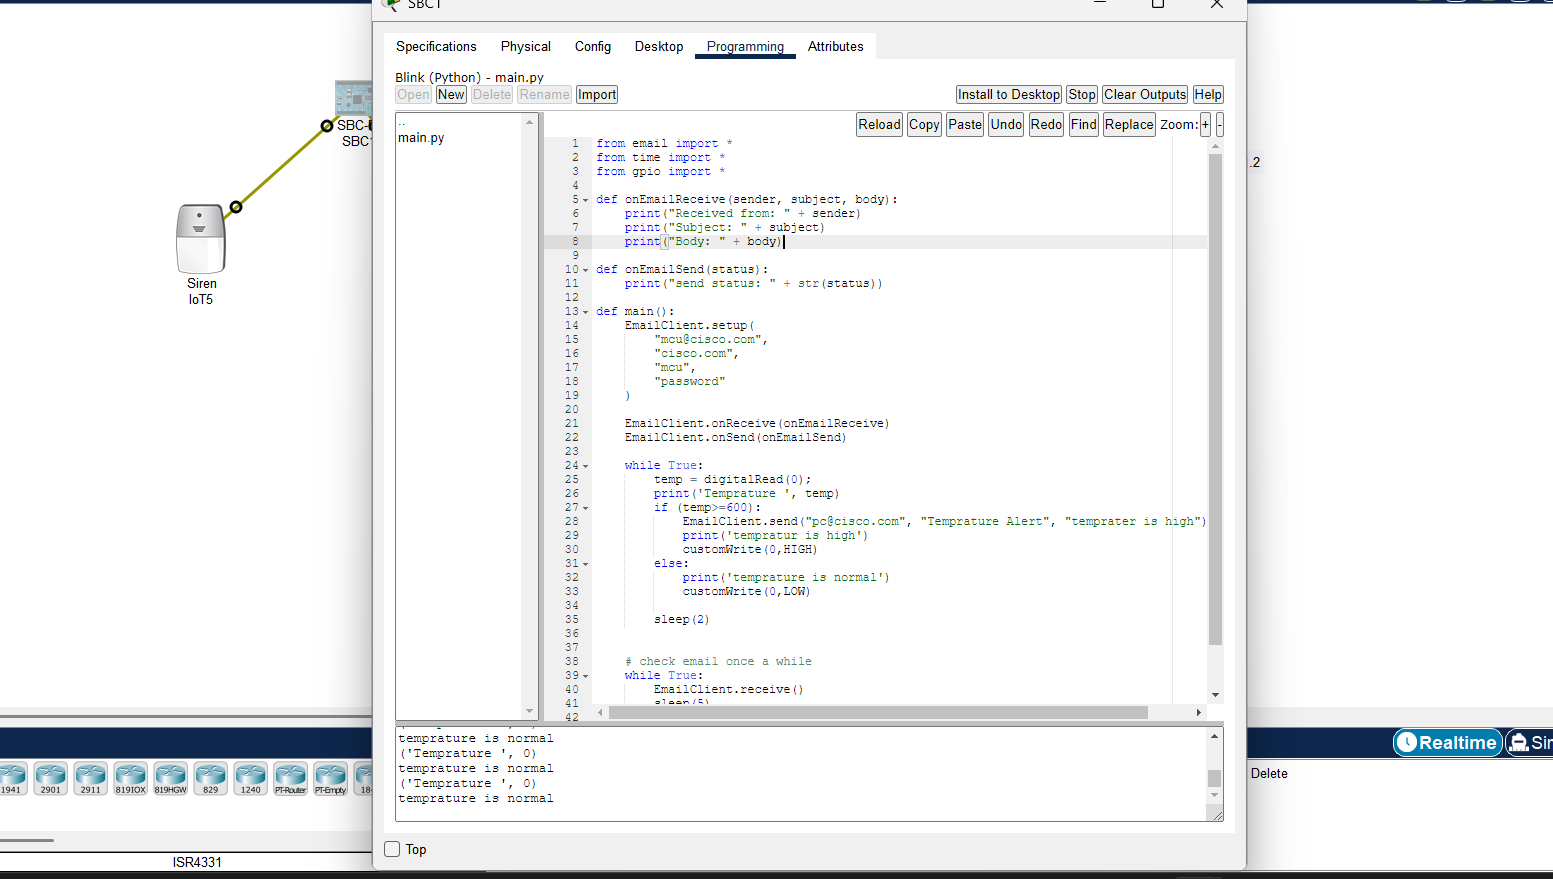 SBC1
Specifications Physical Config Desktop Programming Attributes
Blink (Python) - main.py
Open New Delete Rename Import Install to Desktop Stop Clear Outputs Help
..
main.py
Reload Copy Paste Undo Redo Find Replace Zoom: + -
1 from email import *
2 from time import *
3 from gpio import *
4
5 def onEmailReceive(sender, subject, body):
6 print("Received from: " + sender)
7 print("Subject: " + subject)
8 print("Body: " + body)
9
10 def onEmailSend(status):
11 print("send status: " + str(status))
12
13 def main():
14 EmailClient.setup(
15 "mcu@cisco.com",
16 "cisco.com",
17 "mcu",
18 "password"
19 )
20
21 EmailClient.onReceive(onEmailReceive)
22 EmailClient.onSend(onEmailSend)
23
24 while True:
25 temp = digitalRead(0);
26 print('Temprature ', temp)
27 if (temp>=600):
28 EmailClient.send("pc@cisco.com", "Temprature Alert", "temprater is high")
29 print('tempratur is high')
30 customWrite(0,HIGH)
31 else:
32 print('temprature is normal')
33 customWrite(0,LOW)
34
35 sleep(2)
36
37
38 # check email once a while
39 while True:
40 EmailClient.receive()
41 sleep(5)
42
temprature is normal
('Temprature ', 0)
temprature is normal
('Temprature ', 0)
temprature is normal
Top
SBC-
SBC1
Siren
IoT5
.2
Realtime Sir
Delete
1941 2901 2911 819IOX 819HGW 829 1240 PT-Router PT-Empty 18
ISR4331